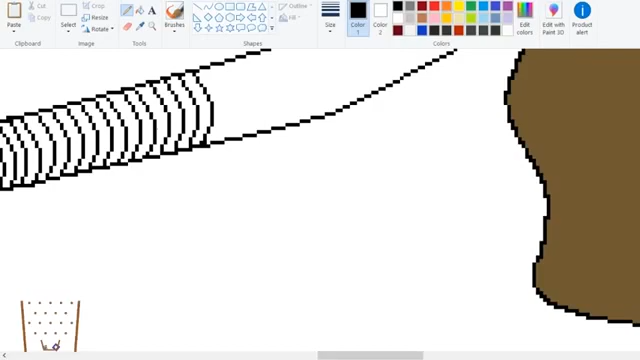 Paste
Cut
Copy
Clipboard
Select
Crop
Resize
Rotate
Image
A
Tools
Brushes
Outline
Fill
Shapes
Size
Color 1
Color 2
Colors
Edit colors
Edit with Paint 3D
Product alert